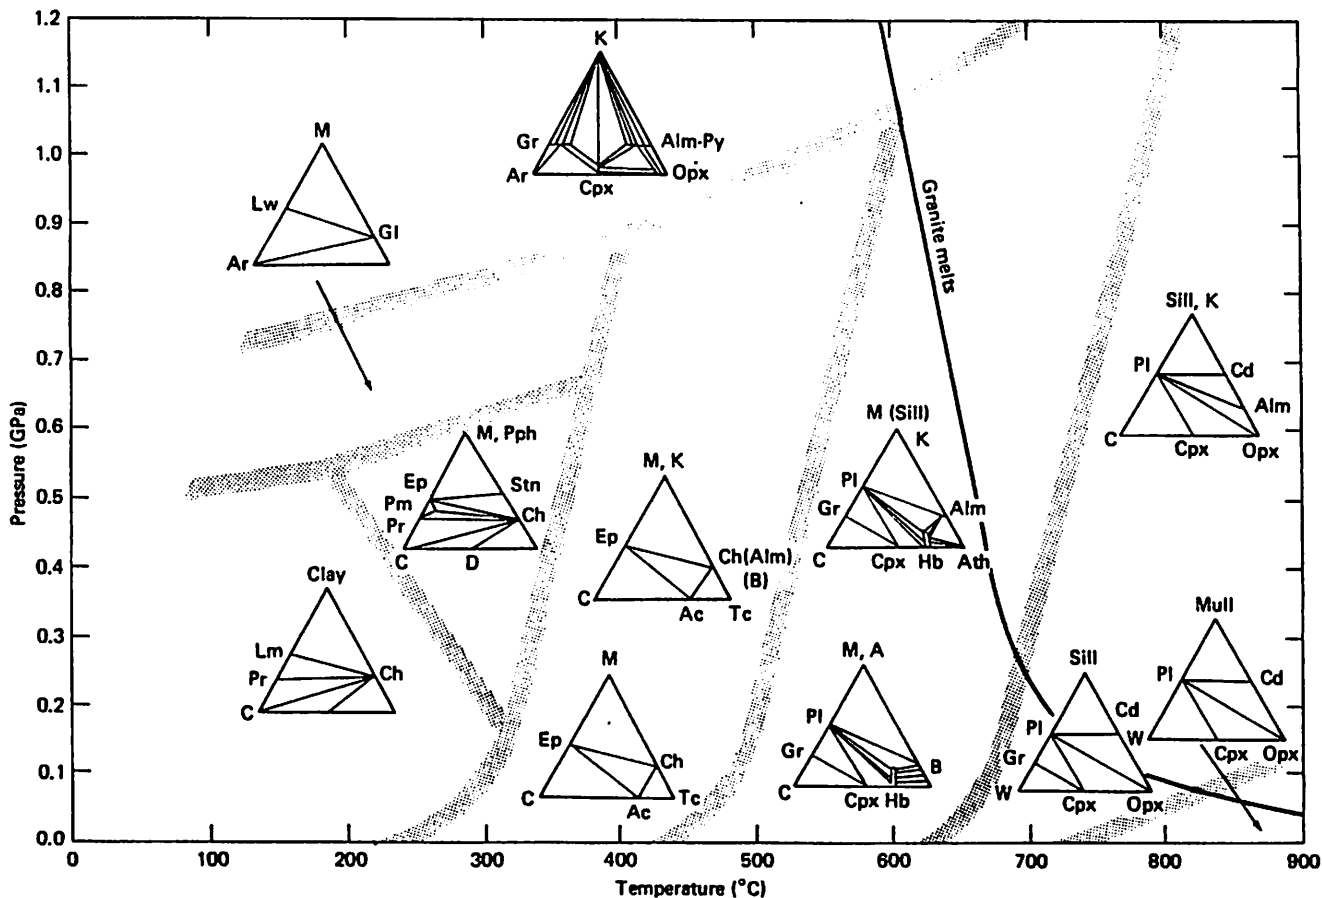 1.2
1.1
1.0
0.9
0.8
0.7
0.6
0.5
0.4
0.3
0.2
0.1
0.0
Pressure (GPa)
0
100
200
300
400
500
600
700
800
900
Temperature (°C)
K
Gr
Alm-Py
Ar
Cpx
Opx
M
Lw
Gl
Ar
Granite melts
Sill, K
Pl
Cd
Alm
C
Cpx
Opx
M, Pph
Ep
Stn
Pm
Pr
Ch
C
D
M, K
Ep
Ch(Alm)
(B)
C
Ac
Tc
M (Sill)
K
Pl
Gr
Alm
C
Cpx
Hb
Ath
Clay
Lm
Pr
Ch
C
M
Ep
Ch
C
Ac
Tc
M, A
Pl
Gr
B
C
Cpx
Hb
Sill
Pl
Cd
Gr
W
Cpx
Opx
Mull
Pl
Cd
W
Cpx
Opx